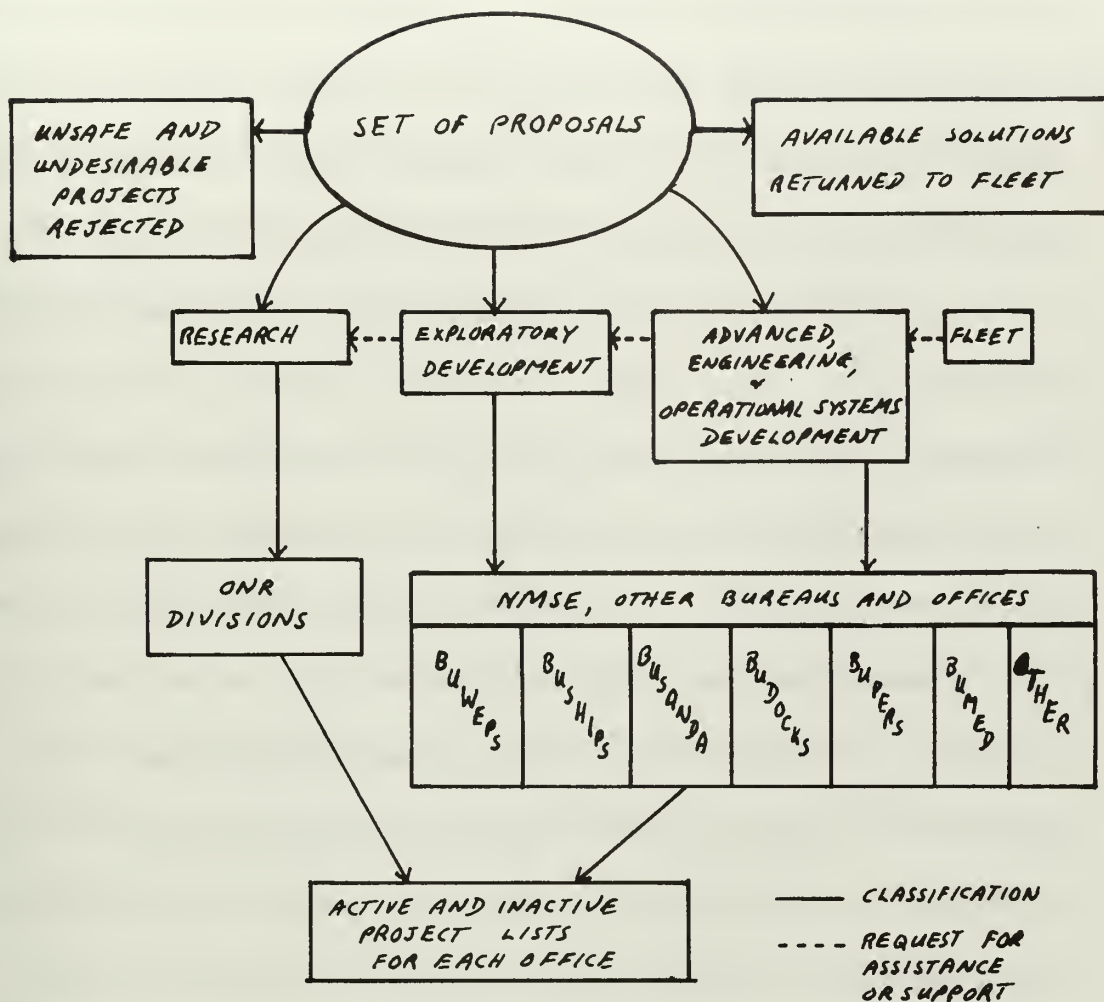 SET OF PROPOSALS
UNSAFE AND
UNDESIRABLE
PROJECTS
REJECTED
AVAILABLE SOLUTIONS
RETURNED TO FLEET
RESEARCH
EXPLORATORY
DEVELOPMENT
ADVANCED,
ENGINEERING,
&
OPERATIONAL SYSTEMS
DEVELOPMENT
FLEET
ONR
DIVISIONS
NMSE, OTHER BUREAUS AND OFFICES
BUWEPS
BUSHIPS
BUSANDA
BUDOCKS
BUPERS
BUMED
OTHER
ACTIVE AND INACTIVE
PROJECT LISTS
FOR EACH OFFICE
CLASSIFICATION
REQUEST FOR
ASSISTANCE
OR SUPPORT